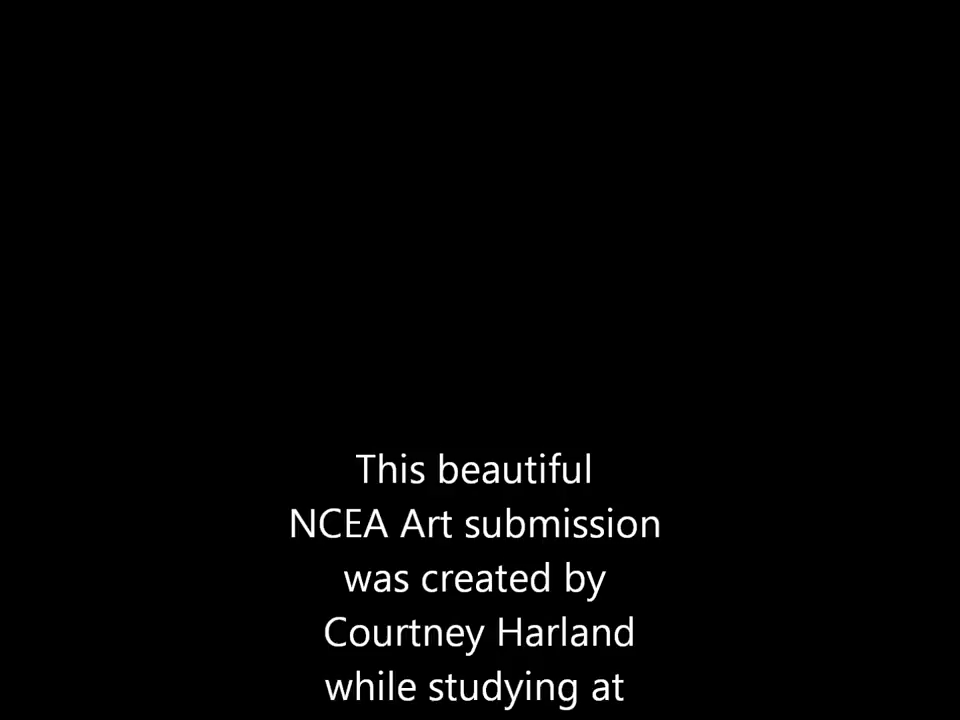 This beautiful
NCEA Art submission
was created by
Courtney Harland
while studying at